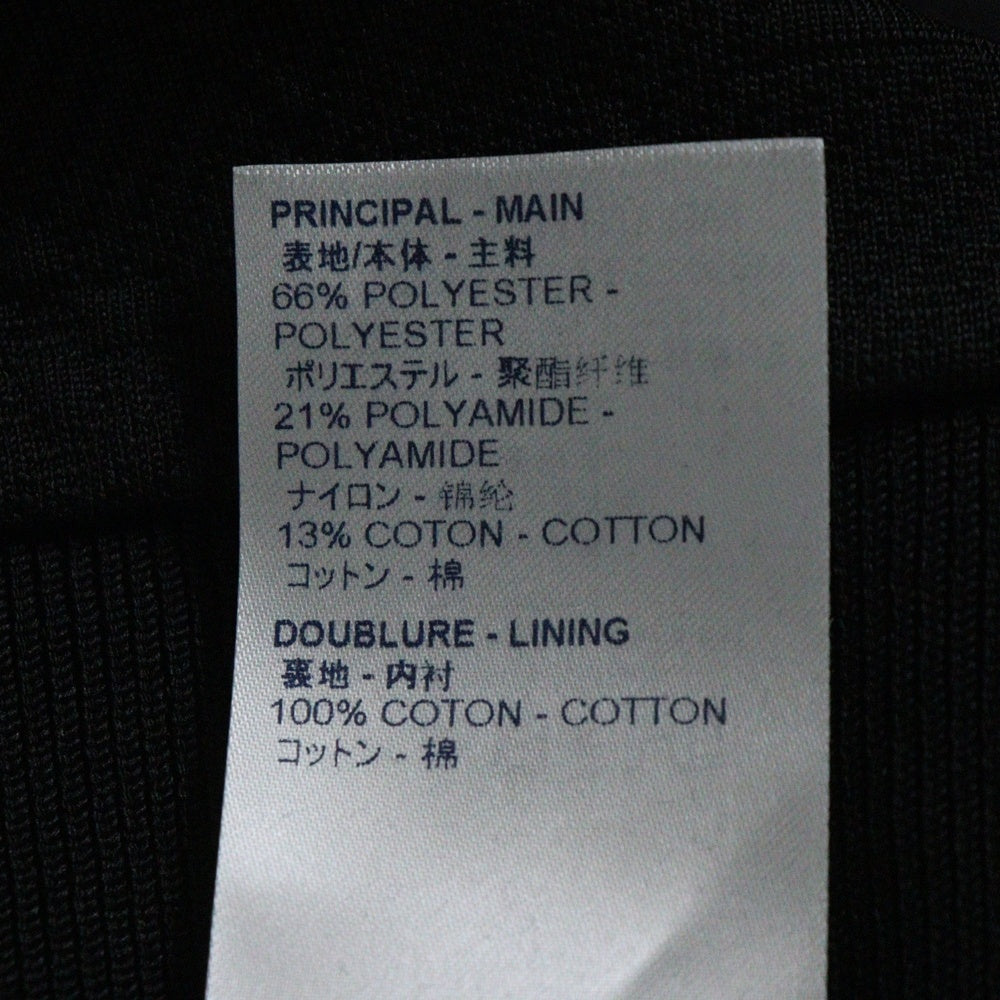 PRINCIPAL - MAIN
表地/本体 - 主料
66% POLYESTER -
POLYESTER
ポリエステル - 聚酯纤维
21% POLYAMIDE -
POLYAMIDE
ナイロン - 锦纶
13% COTON - COTTON
コットン - 棉
DOUBLURE - LINING
裏地 - 内衬
100% COTON - COTTON
コットン - 棉